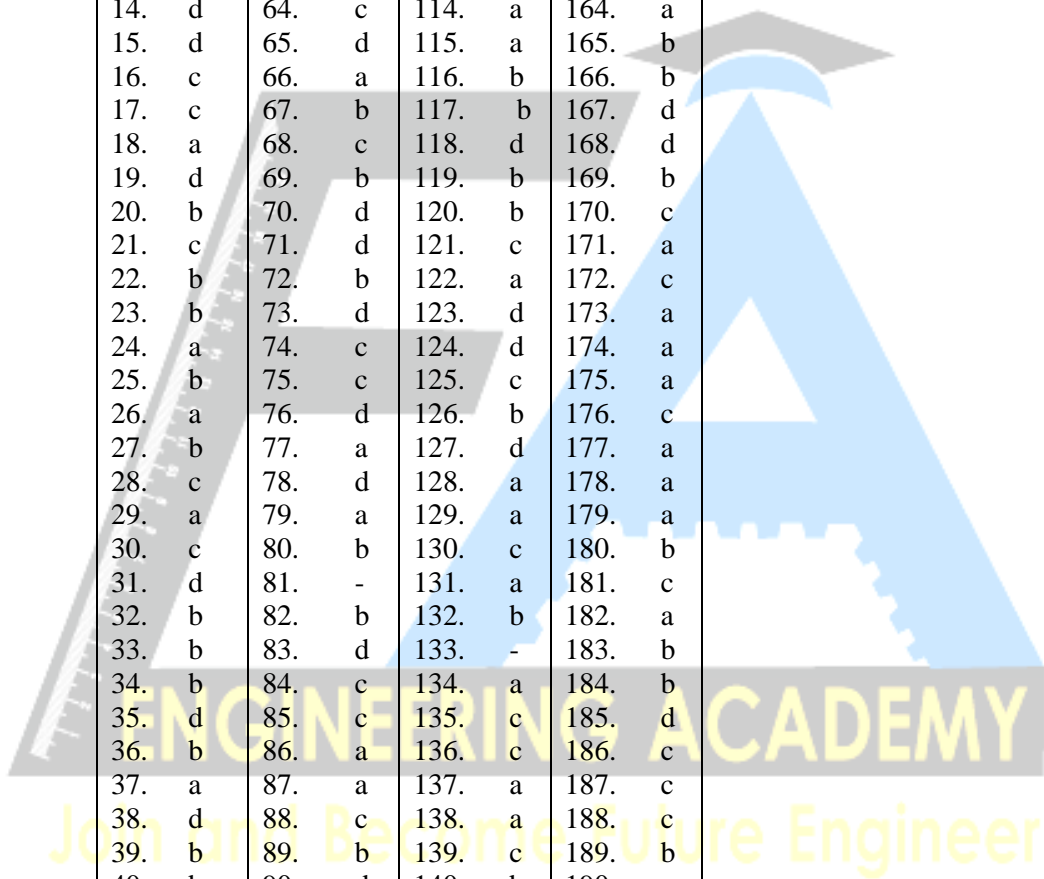 14. d 64. c 114. a 164. a
15. d 65. d 115. a 165. b
16. c 66. a 116. b 166. b
17. c 67. b 117. b 167. d
18. a 68. c 118. d 168. d
19. d 69. b 119. b 169. b
20. b 70. d 120. b 170. c
21. c 71. d 121. c 171. a
22. b 72. b 122. a 172. c
23. b 73. d 123. d 173. a
24. a 74. c 124. d 174. a
25. b 75. c 125. c 175. a
26. a 76. d 126. b 176. c
27. b 77. a 127. d 177. a
28. c 78. d 128. a 178. a
29. a 79. a 129. a 179. a
30. c 80. b 130. c 180. b
31. d 81. - 131. a 181. c
32. b 82. b 132. b 182. a
33. b 83. d 133. - 183. b
34. b 84. c 134. a 184. b
35. d 85. c 135. c 185. d
ENGINEERING ACADEMY
36. b 86. a 136. c 186. c
37. a 87. a 137. a 187. c
38. d 88. c 138. a 188. c
Join and Become Future Engineer
39. b 89. b 139. c 189. b